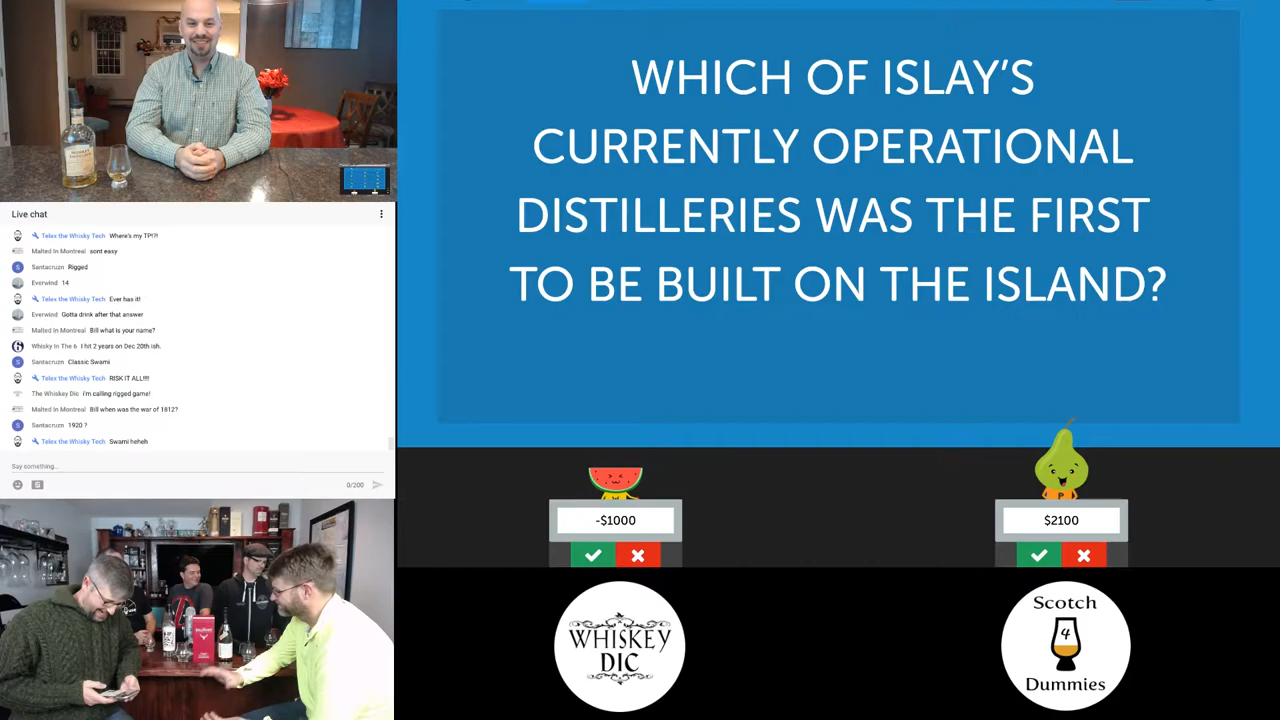 WHICH OF ISLAY'S
CURRENTLY OPERATIONAL
DISTILLERIES WAS THE FIRST
TO BE BUILT ON THE ISLAND?
Live chat
Telex the Whisky Tech Where's my TP!?!
Malted In Montreal sont easy
Santacruzn Rigged
Everwind 14
Telex the Whisky Tech Ever has it!
Everwind Gotta drink after that answer
Malted In Montreal Bill what is your name?
Whisky In The 6 I hit 2 years on Dec 20th ish.
Santacruzn Classic Swami
Telex the Whisky Tech RISK IT ALL!!!!
The Whiskey Dic i'm calling rigged game!
Malted In Montreal Bill when was the war of 1812?
Santacruzn 1920 ?
Telex the Whisky Tech Swami heheh
Say something...
0/200
-$1000
$2100
WHISKEY
DIC
Scotch
4
Dummies